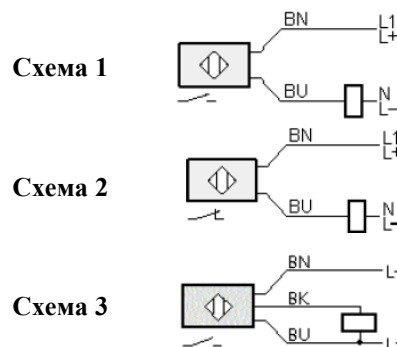 BN L1
L+
Схема 1
BU N
L-
BN L1
L+
Схема 2
BU N
L-
BN
BK
Схема 3
BU